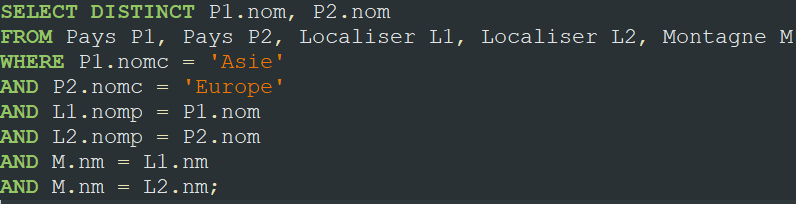 SELECT DISTINCT P1.nom, P2.nom
FROM Pays P1, Pays P2, Localiser L1, Localiser L2, Montagne M
WHERE P1.nomc = 'Asie'
AND P2.nomc = 'Europe'
AND L1.nomp = P1.nom
AND L2.nomp = P2.nom
AND M.nm = L1.nm
AND M.nm = L2.nm;